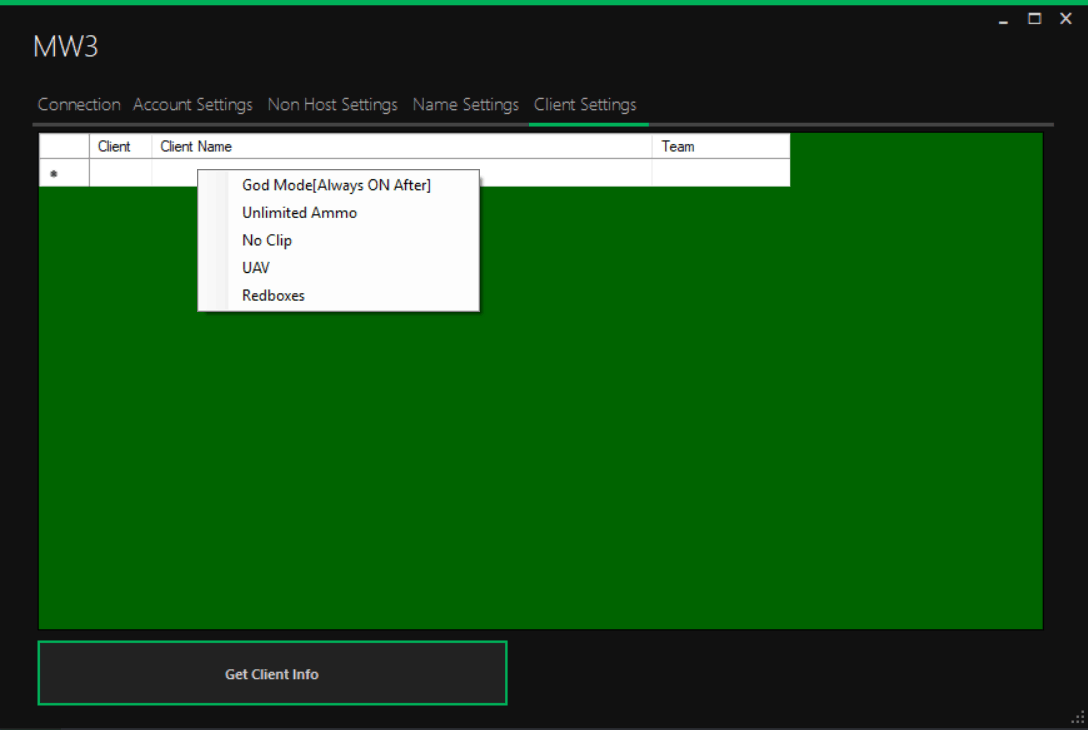 MW3
Connection Account Settings Non Host Settings Name Settings Client Settings
Client Client Name Team
God Mode[Always ON After]
Unlimited Ammo
No Clip
UAV
Redboxes
Get Client Info